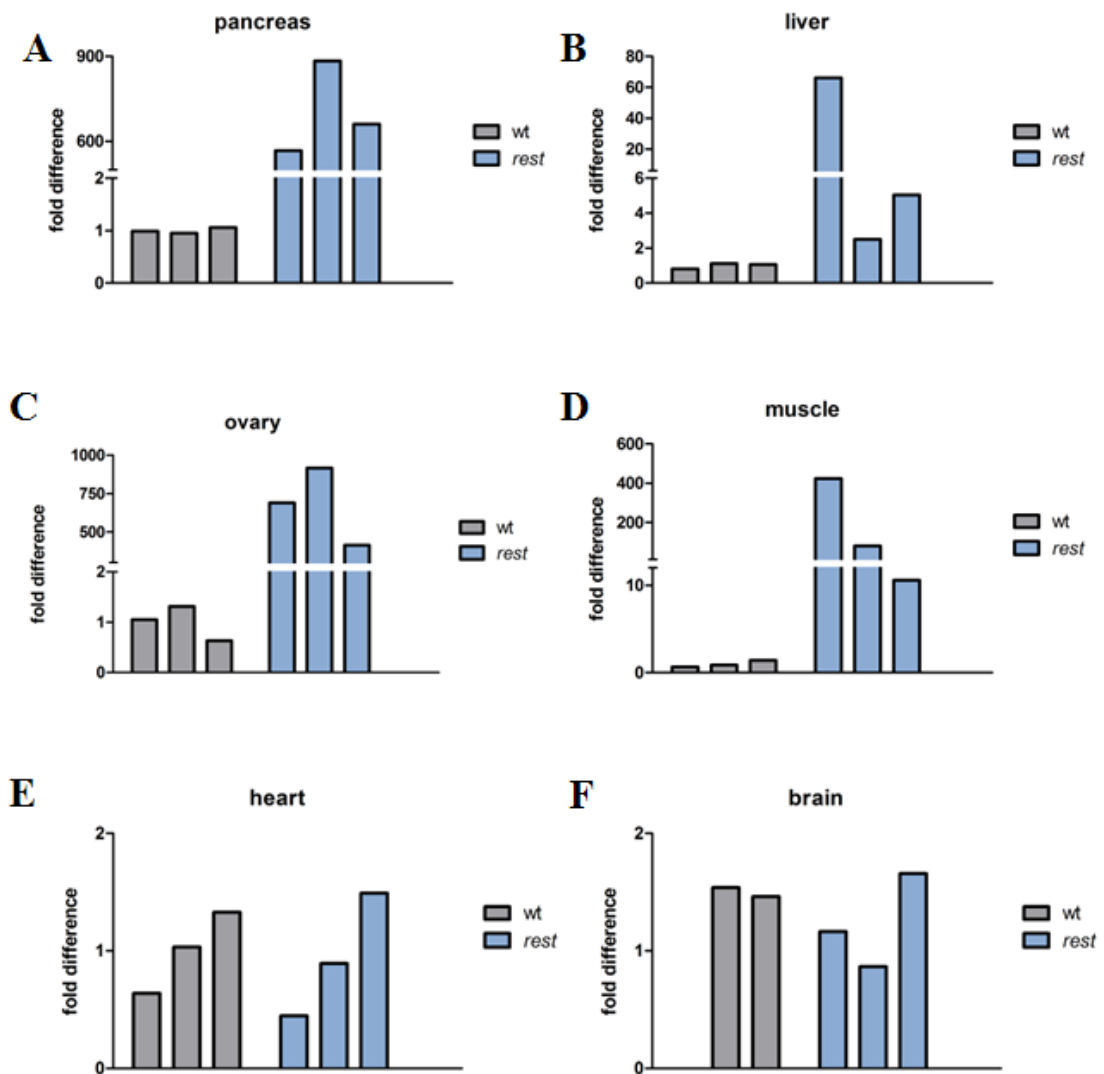 A
pancreas
fold difference
900
600
2
1
0
wt
rest
B
liver
fold difference
80
60
40
20
6
4
2
0
wt
rest
C
ovary
fold difference
1000
750
500
2
1
0
wt
rest
D
muscle
fold difference
600
400
200
10
0
wt
rest
E
heart
fold difference
2
1
0
wt
rest
F
brain
fold difference
2
1
0
wt
rest